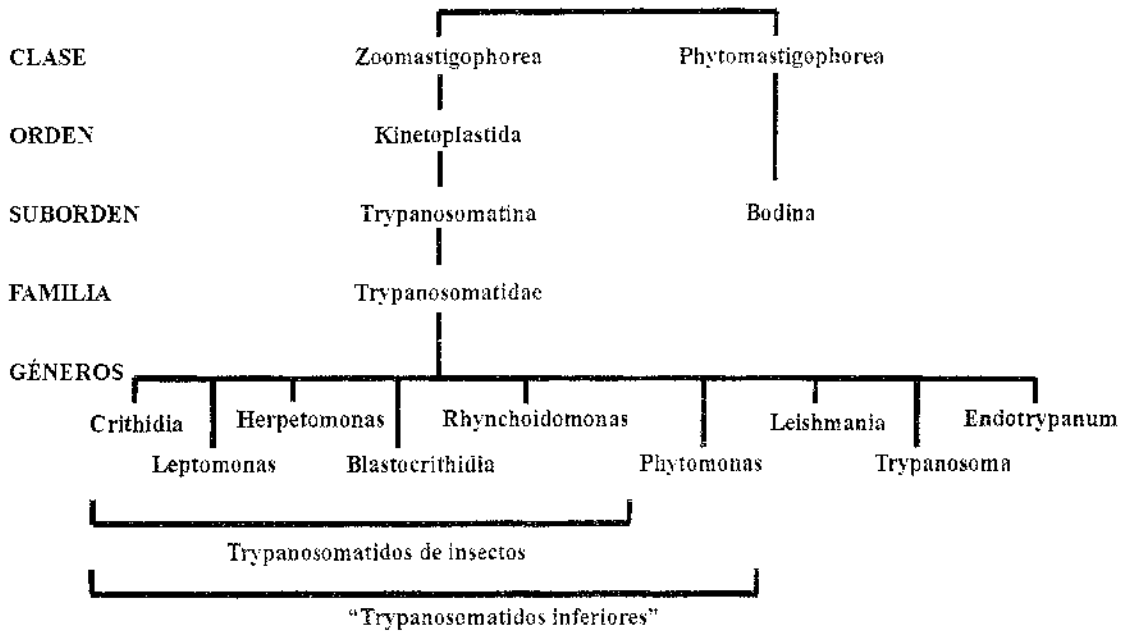 CLASE Zoomastigophorea Phytomastigophorea
ORDEN Kinetoplastida
SUBORDEN Trypanosomatina Bodina
FAMILIA Trypanosomatidae
GÉNEROS
Crithidia Herpetomonas Rhynchoidomonas Leishmania Endotrypanum
Leptomonas Blastocrithidia Phytomonas Trypanosoma
Trypanosomatidos de insectos
“Trypanosomatidos inferiores”